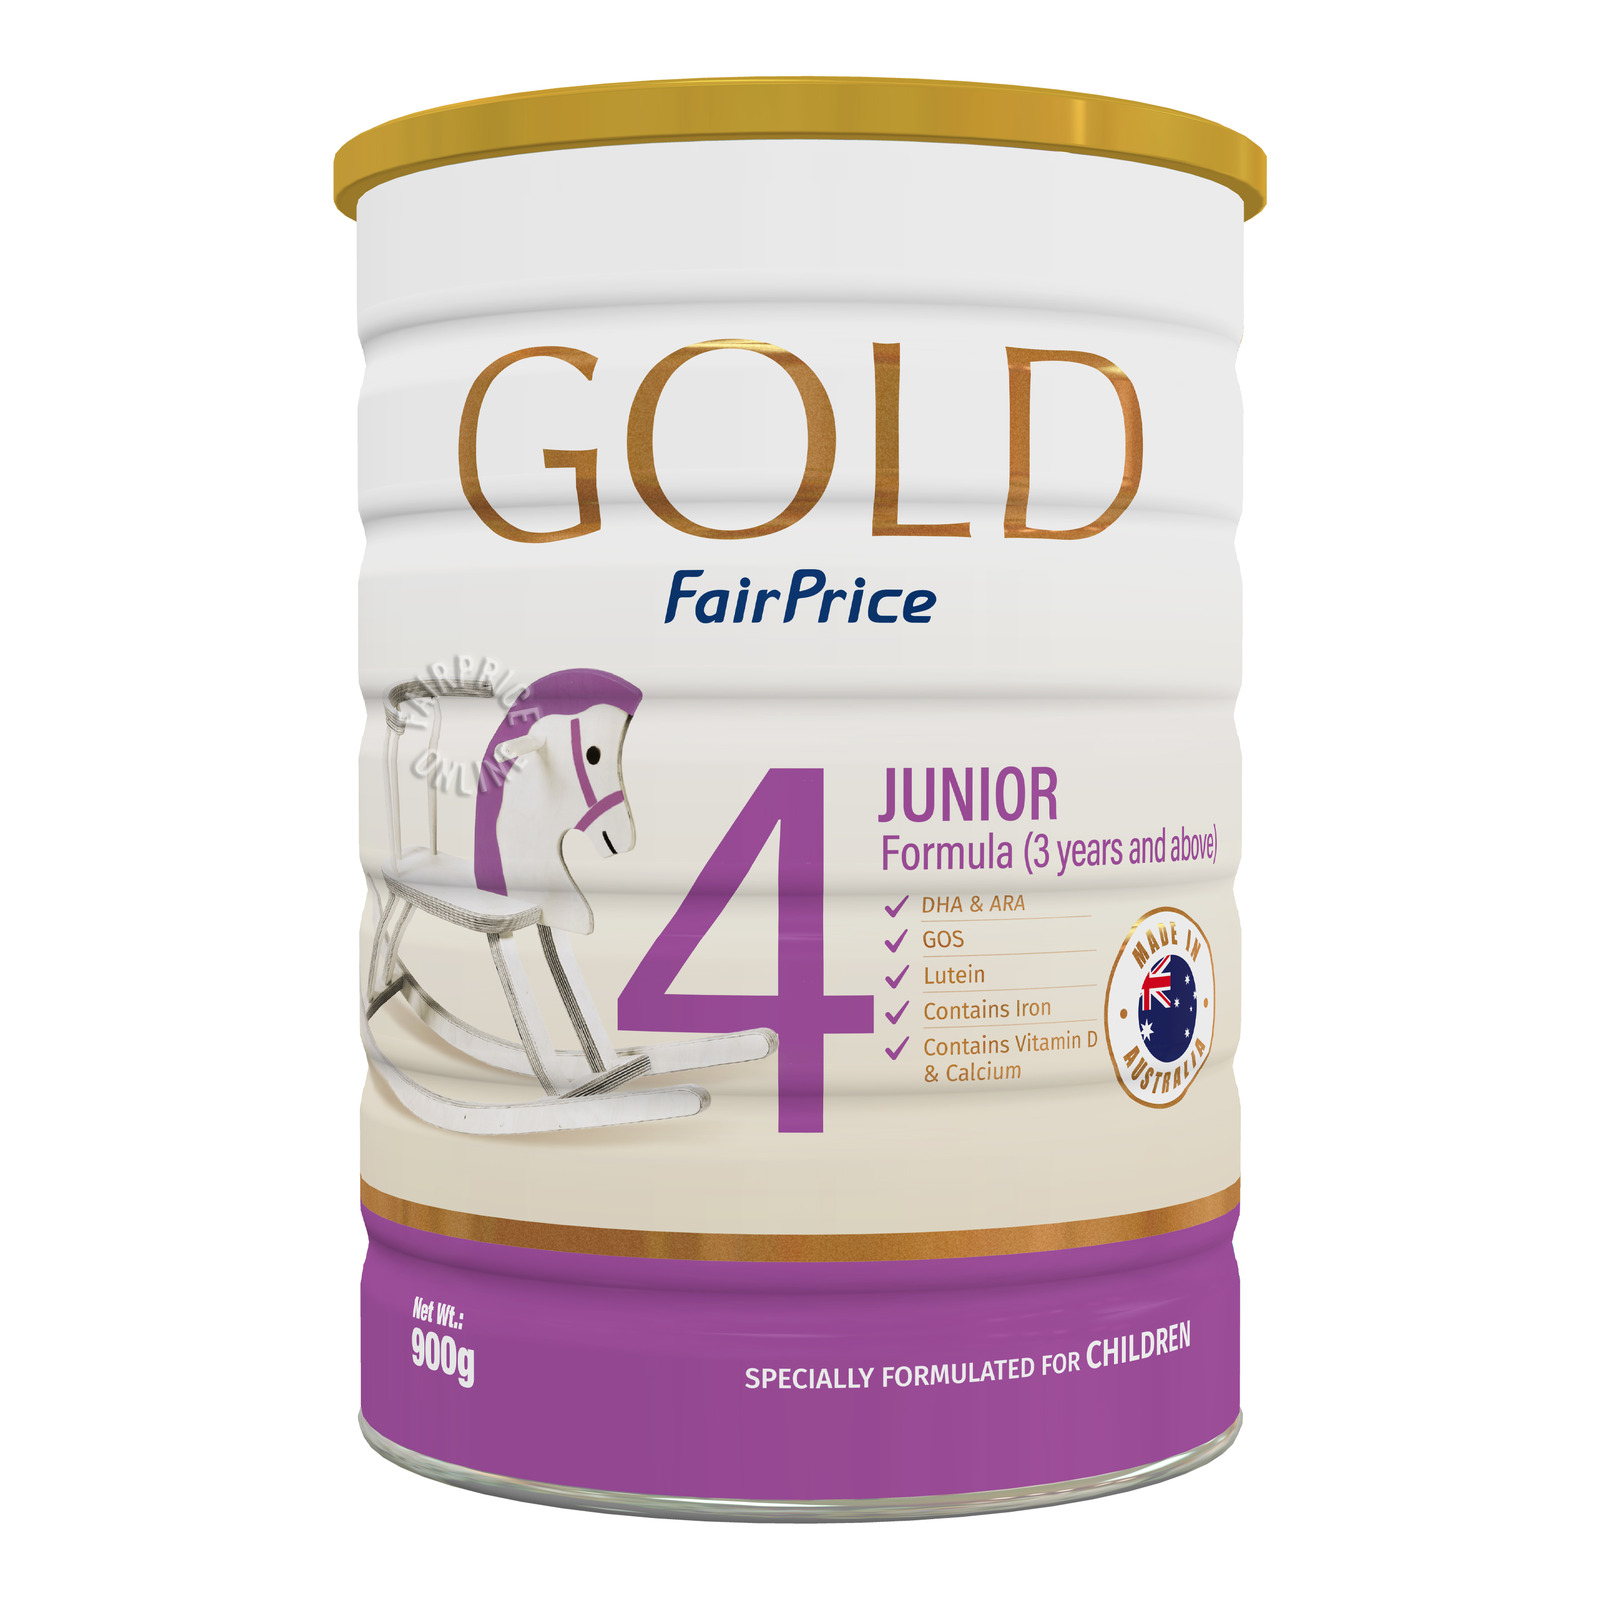 GOLD
FairPrice
FAIRPRICE
ONLINE
4
JUNIOR
Formula (3 years and above)
DHA & ARA
GOS
Lutein
Contains Iron
Contains Vitamin D
& Calcium
MADE IN
AUSTRALIA
Net Wt.:
900g
SPECIALLY FORMULATED FOR CHILDREN